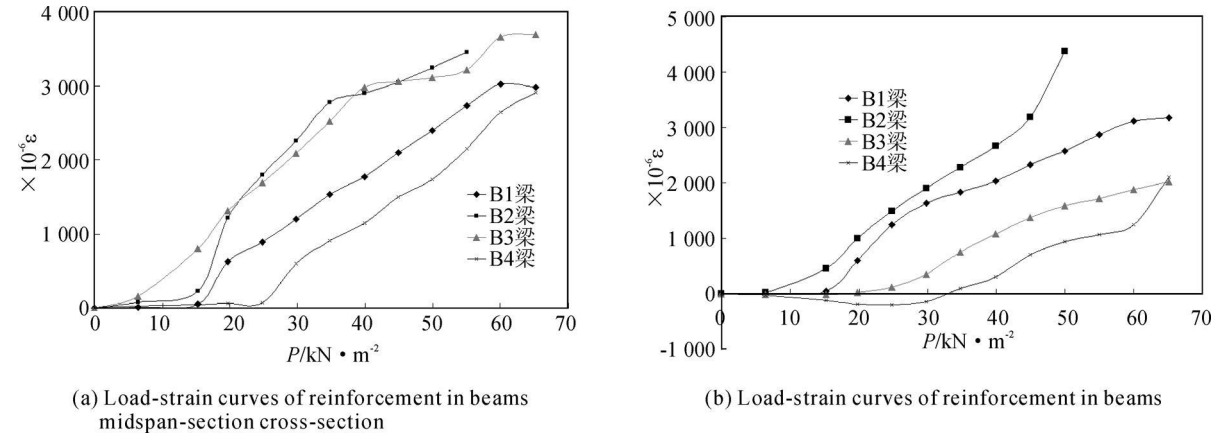 4 000
3 000
2 000
1 000
0
×10⁻⁶ε
0 10 20 30 40 50 60 70
P/kN·m⁻²
B1梁
B2梁
B3梁
B4梁
(a) Load-strain curves of reinforcement in beams
midspan-section cross-section
5 000
4 000
3 000
2 000
1 000
0
-1 000
×10⁻⁶ε
0 10 20 30 40 50 60 70
P/kN·m⁻²
B1梁
B2梁
B3梁
B4梁
(b) Load-strain curves of reinforcement in beams